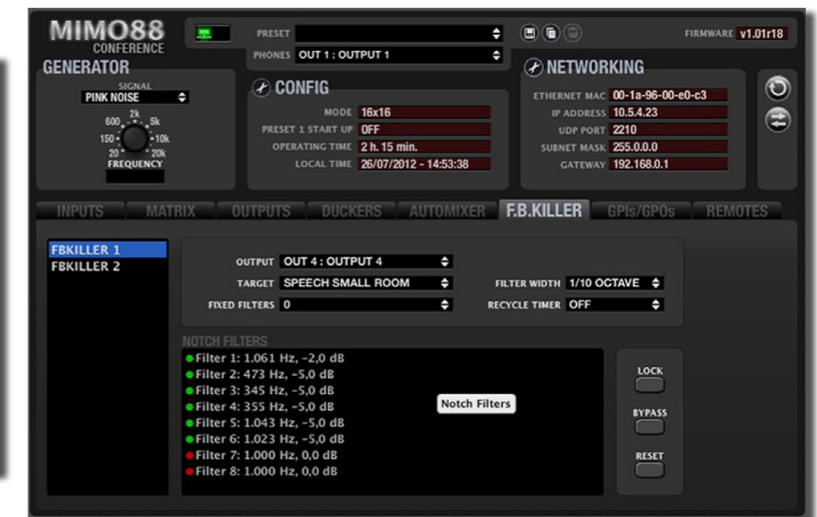 MIMO88
CONFERENCE
PRESET
PHONES OUT 1 : OUTPUT 1
FIRMWARE v1.01r18
GENERATOR
SIGNAL
PINK NOISE
2k
600 5k
150 10k
20 20k
FREQUENCY
CONFIG
MODE 16x16
PRESET 1 START UP OFF
OPERATING TIME 2 h. 15 min.
LOCAL TIME 26/07/2012 - 14:53:38
NETWORKING
ETHERNET MAC 00-1a-96-00-e0-c3
IP ADDRESS 10.5.4.23
UDP PORT 2210
SUBNET MASK 255.0.0.0
GATEWAY 192.168.0.1
INPUTS MATRIX OUTPUTS DUCKERS AUTOMIXER F.B.KILLER GPIs/GPOs REMOTES
FBKILLER 1
FBKILLER 2
OUTPUT OUT 4 : OUTPUT 4
TARGET SPEECH SMALL ROOM FILTER WIDTH 1/10 OCTAVE
FIXED FILTERS 0 RECYCLE TIMER OFF
NOTCH FILTERS
Filter 1: 1.061 Hz, -2,0 dB
Filter 2: 473 Hz, -5,0 dB
Filter 3: 345 Hz, -5,0 dB
Filter 4: 355 Hz, -5,0 dB
Filter 5: 1.043 Hz, -5,0 dB
Filter 6: 1.023 Hz, -5,0 dB
Filter 7: 1.000 Hz, 0,0 dB
Filter 8: 1.000 Hz, 0,0 dB
Notch Filters
LOCK
BYPASS
RESET